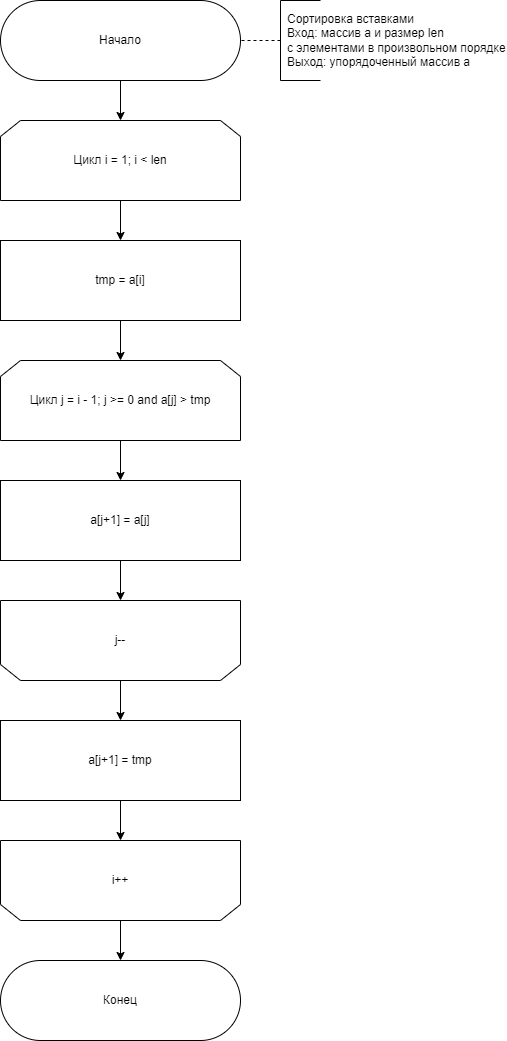 Начало
Сортировка вставками
Вход: массив a и размер len
с элементами в произвольном порядке
Выход: упорядоченный массив a
Цикл i = 1; i < len
tmp = a[i]
Цикл j = i - 1; j >= 0 and a[j] > tmp
a[j+1] = a[j]
j--
a[j+1] = tmp
i++
Конец